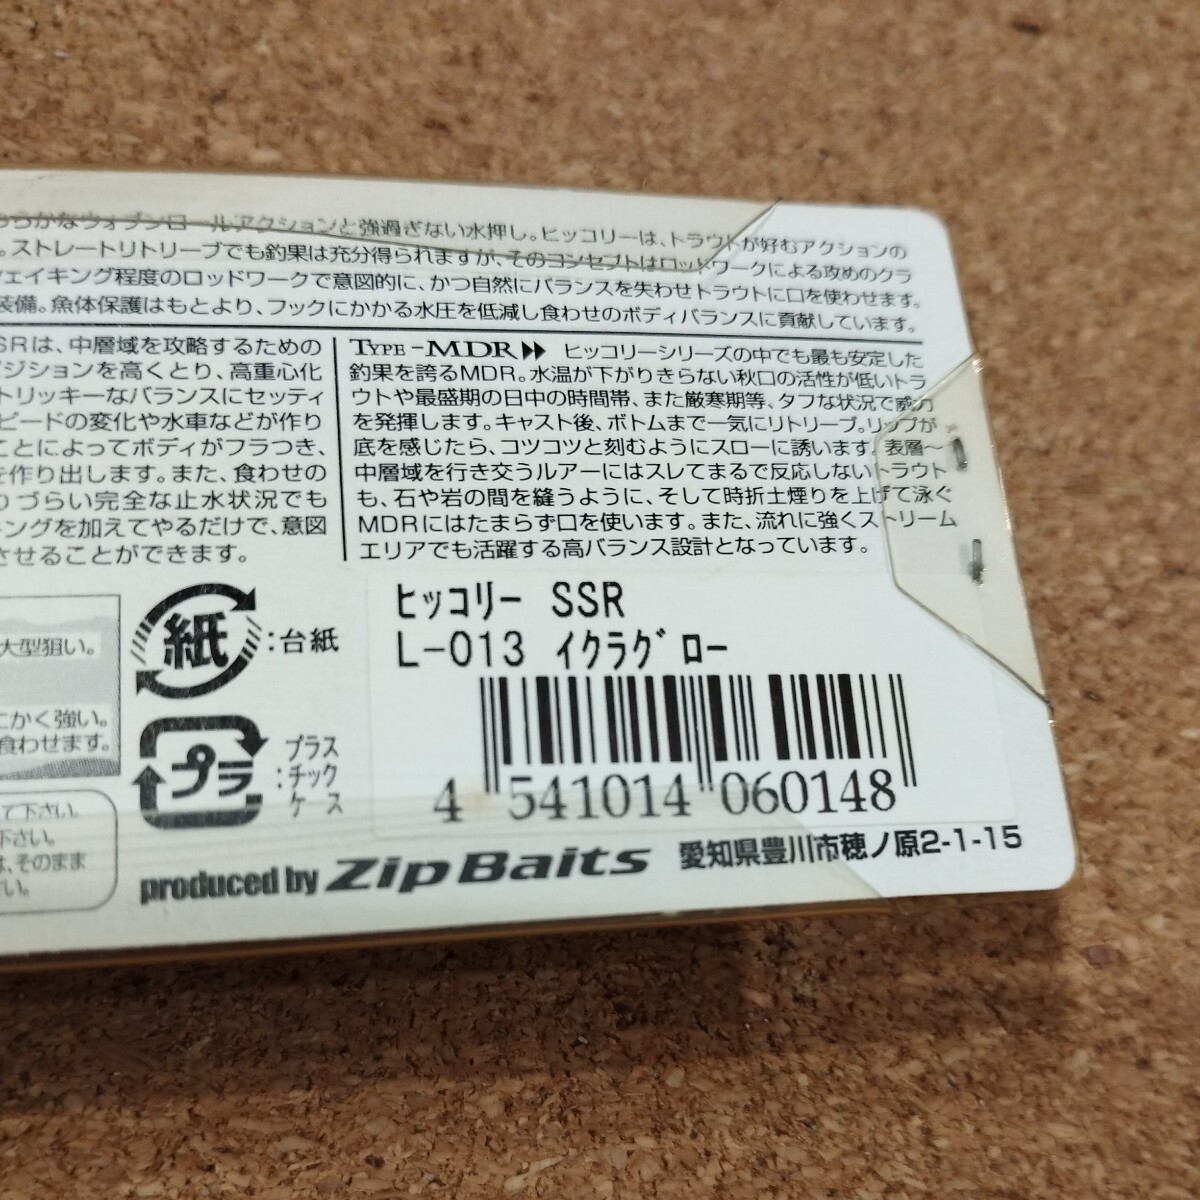 うかなウォブンロールアクションと強過ぎない水押し。ヒッコリーは、トラウトが好むアクションの
。ストレートリトリーブでも釣果は充分得られますが、そのコンセプトはロッドワークによる攻めのクラ
ェイキング程度のロッドワークで意図的に、かつ自然にバランスを失わせトラウトに口を使わせます。
装備。魚体保護はもとより、フックにかかる水圧を低減し食わせのボディバランスに貢献しています。
SRは、中層域を攻略するための
ジションを高くとり、高重心化
トリッキーなバランスにセッティ
ピードの変化や水車などが作り
ことによってボディがフラつき、
を作り出します。また、食わせの
りづらい完全な止水状況でも
キングを加えてやるだけで、意図
させることができます。
TYPE-MDR▶▶ ヒッコリーシリーズの中でも最も安定した
釣果を誇るMDR。水温が下がりきらない秋口の活性が低いトラ
ウトや最盛期の日中の時間帯、また厳寒期等、タフな状況で威力
を発揮します。キャスト後、ボトムまで一気にリトリーブ。リップが
底を感じたら、コツコツと刻むようにスローに誘います。表層〜
中層域を行き交うルアーにはスレてまるで反応しないトラウト
も、石や岩の間を縫うように、そして時折土煙りを上げて泳ぐ
MDRにはたまらず口を使います。また、流れに強くストリーム
エリアでも活躍する高バランス設計となっています。
大型狙い。
にかく強い。
食わせます。
紙:台紙
プラ:プラス
チック
ケース
て下さい。
下さい。
は、そのまま
さい。
ﾋｯｺﾘｰ SSR
L-013 ｲｸﾗｸﾞﾛｰ
4 541014 060148
produced by ZipBaits 愛知県豊川市穂ノ原2-1-15